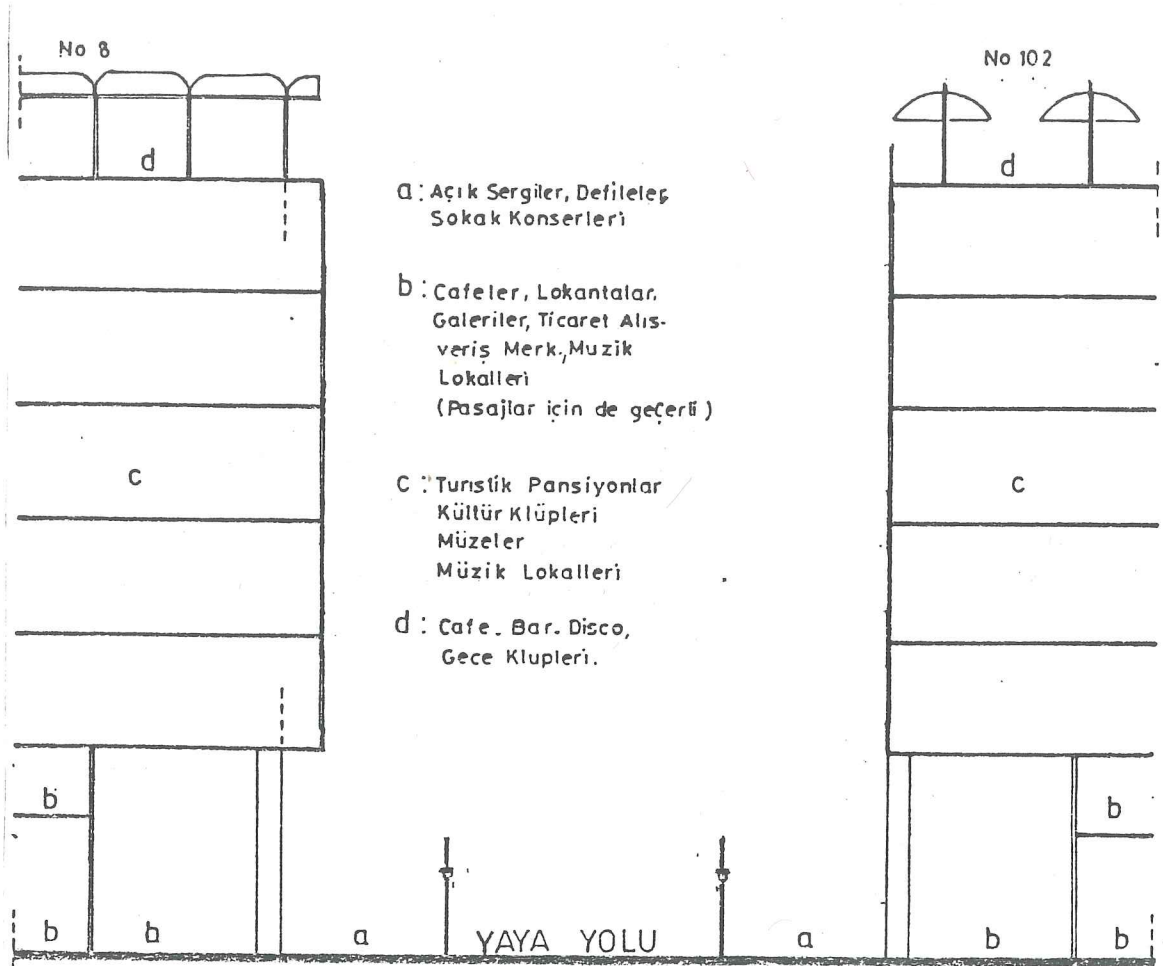 No 8
No 102
d
d
a: Açık Sergiler, Defileler,
Sokak Konserleri
b: Cafeler, Lokantalar,
Galeriler, Ticaret Alıs-
veriş Merk., Muzik
Lokalleri
(Pasajlar için de geçerli)
c
c
c: Turistik Pansiyonlar
Kültür Klüpleri
Müzeler
Müzik Lokalleri
d: Cafe. Bar. Disco,
Gece Klupleri.
b
b
b b a YAYA YOLU a b b